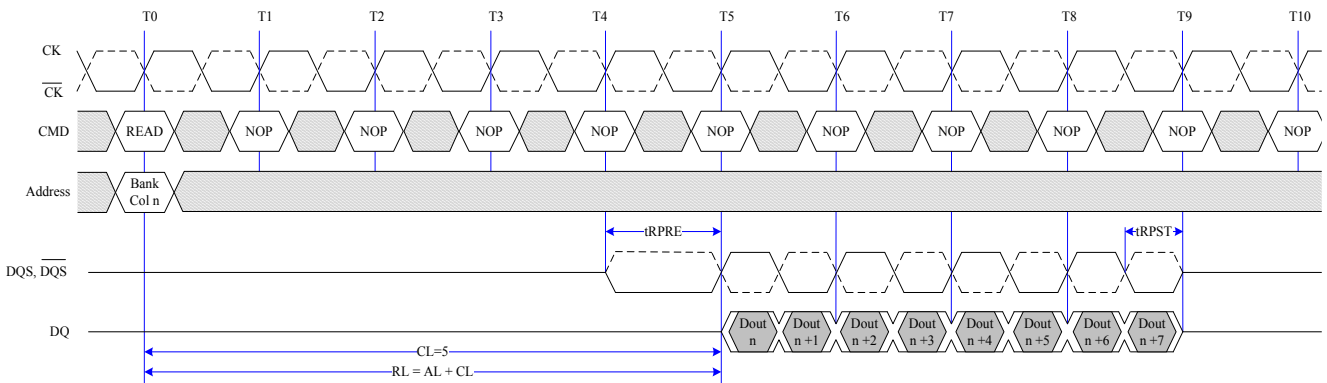 T0 T1 T2 T3 T4 T5 T6 T7 T8 T9 T10
CK
CK
CMD READ NOP NOP NOP NOP NOP NOP NOP NOP NOP NOP
Address Bank
Col n
tRPRE tRPST
DQS, DQS
DQ Dout Dout Dout Dout Dout Dout Dout Dout
n n +1 n +2 n +3 n +4 n +5 n +6 n +7
CL=5
RL = AL + CL